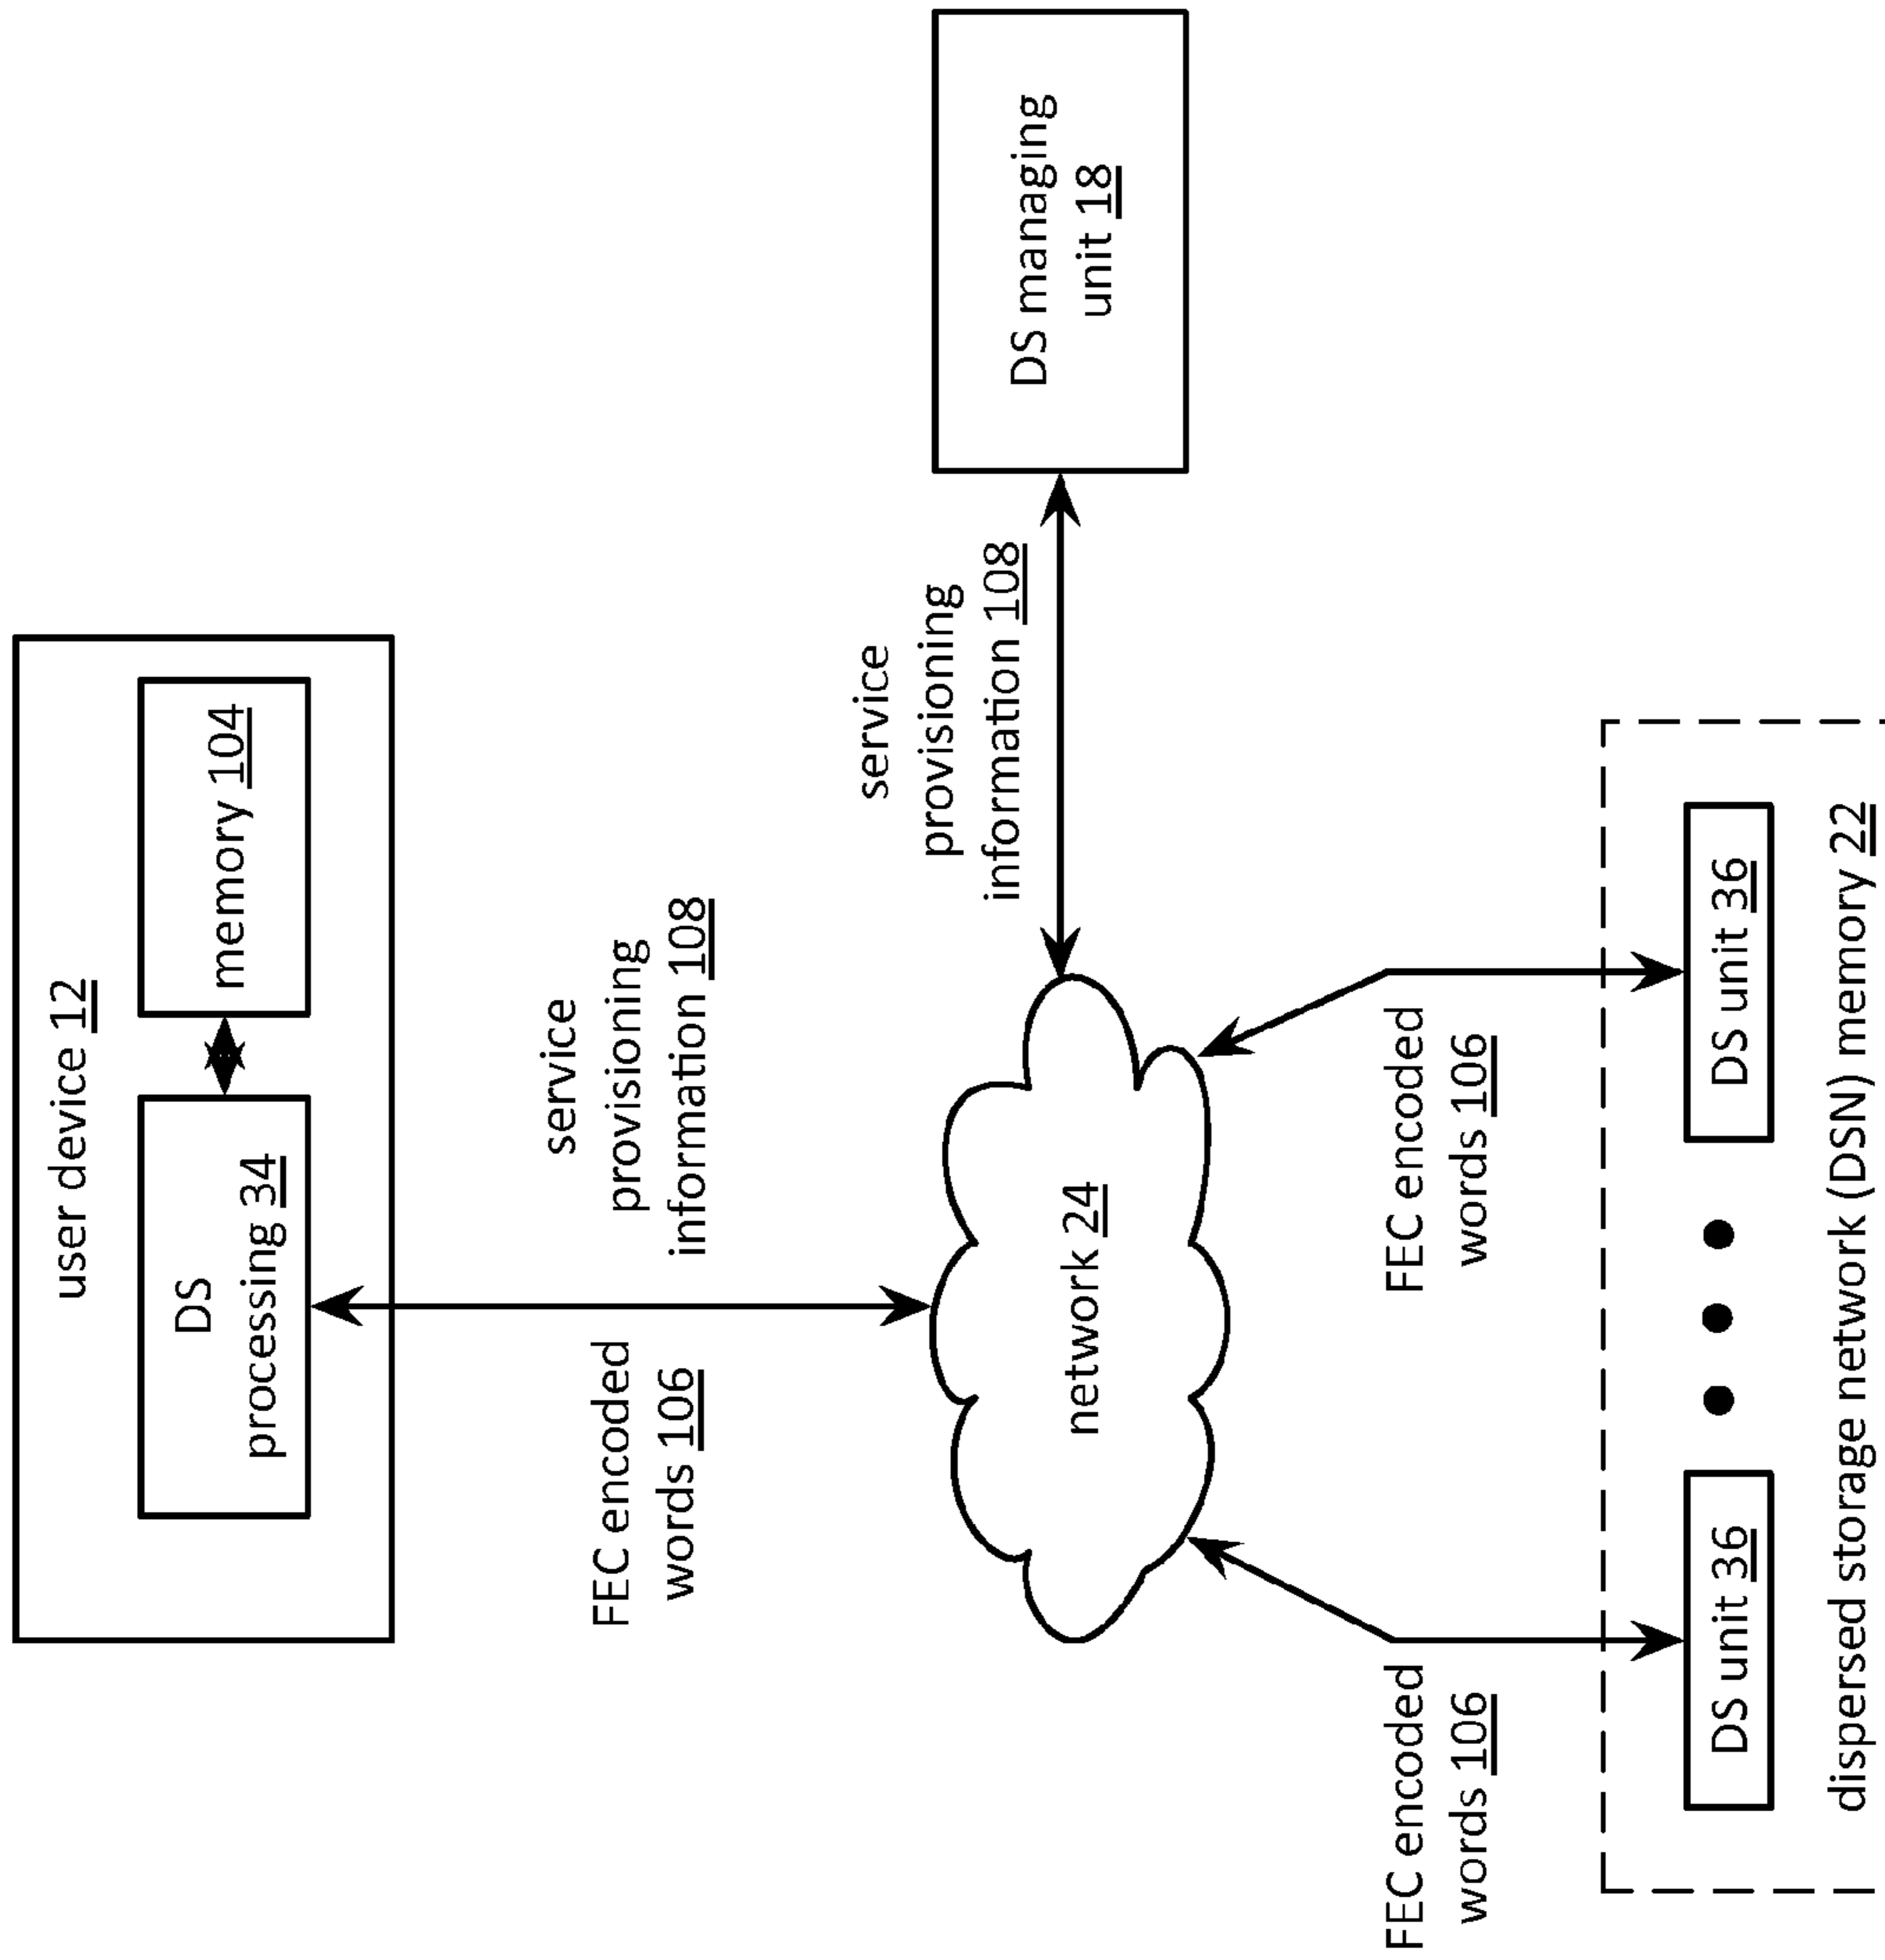 user device 12
DS
processing 34
memory 104
FEC encoded
words 106
service
provisioning
information 108
network 24
service
provisioning
information 108
DS managing
unit 18
FEC encoded
words 106
FEC encoded
words 106
DS unit 36
DS unit 36
dispersed storage network (DSN) memory 22